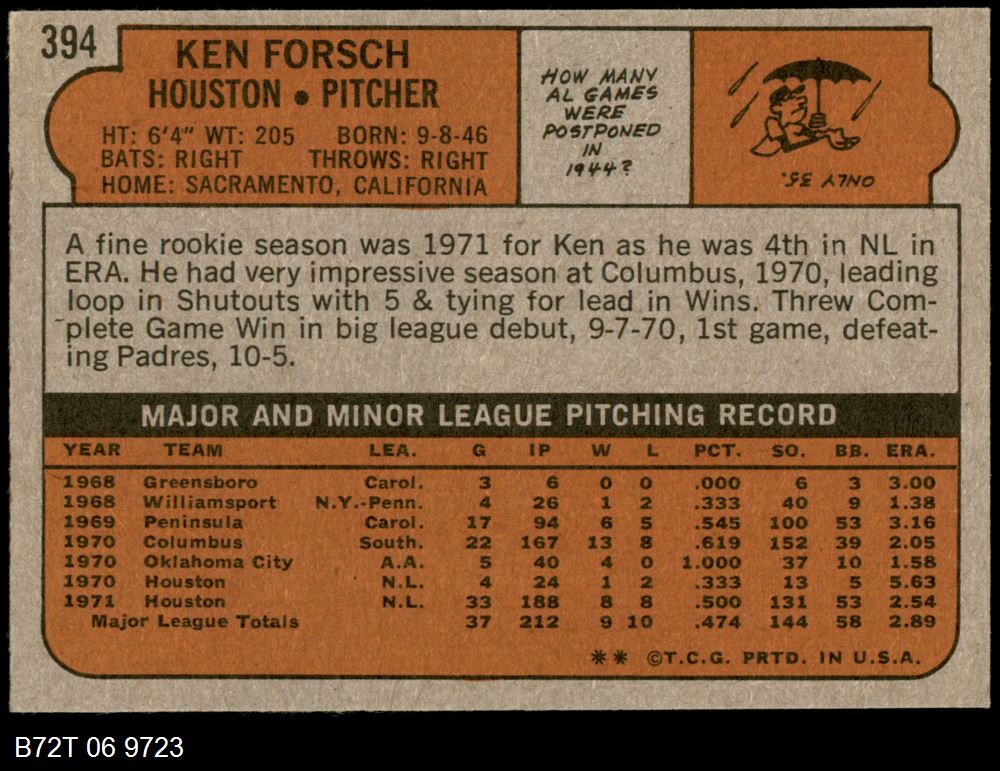 394
KEN FORSCH
HOUSTON • PITCHER
HT: 6'4" WT: 205 BORN: 9-8-46
BATS: RIGHT THROWS: RIGHT
HOME: SACRAMENTO, CALIFORNIA
HOW MANY
AL GAMES
WERE
POSTPONED
IN
1944?
ONLY 35.
A fine rookie season was 1971 for Ken as he was 4th in NL in
ERA. He had very impressive season at Columbus, 1970, leading
loop in Shutouts with 5 & tying for lead in Wins. Threw Com-
plete Game Win in big league debut, 9-7-70, 1st game, defeat-
ing Padres, 10-5.
MAJOR AND MINOR LEAGUE PITCHING RECORD
YEAR TEAM LEA. G IP W L PCT. SO. BB. ERA.
1968 Greensboro Carol. 3 6 0 0 .000 6 3 3.00
1968 Williamsport N.Y.-Penn. 4 26 1 2 .333 40 9 1.38
1969 Peninsula Carol. 17 94 6 5 .545 100 53 3.16
1970 Columbus South. 22 167 13 8 .619 152 39 2.05
1970 Oklahoma City A.A. 5 40 4 0 1.000 37 10 1.58
1970 Houston N.L. 4 24 1 2 .333 13 5 5.63
1971 Houston N.L. 33 188 8 8 .500 131 53 2.54
Major League Totals 37 212 9 10 .474 144 58 2.89
** ©T.C.G. PRTD. IN U.S.A.
B72T 06 9723